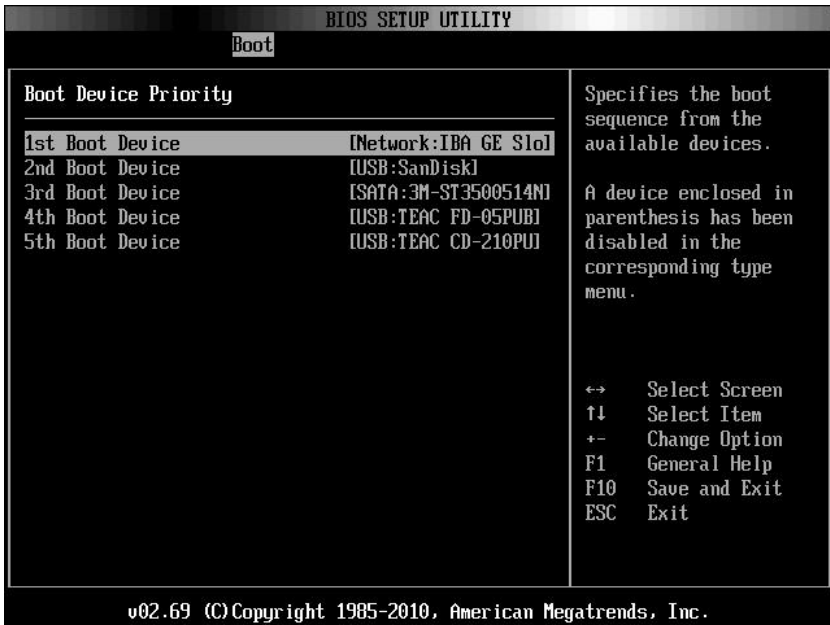 BIOS SETUP UTILITY
Boot
Boot Device Priority
1st Boot Device [Network:IBA GE Slo]
2nd Boot Device [USB:SanDisk]
3rd Boot Device [SATA:3M-ST3500514N]
4th Boot Device [USB:TEAC FD-05PUB]
5th Boot Device [USB:TEAC CD-210PU]
Specifies the boot
sequence from the
available devices.
A device enclosed in
parenthesis has been
disabled in the
corresponding type
menu.
↔ Select Screen
↑↓ Select Item
+- Change Option
F1 General Help
F10 Save and Exit
ESC Exit
v02.69 (C)Copyright 1985-2010, American Megatrends, Inc.